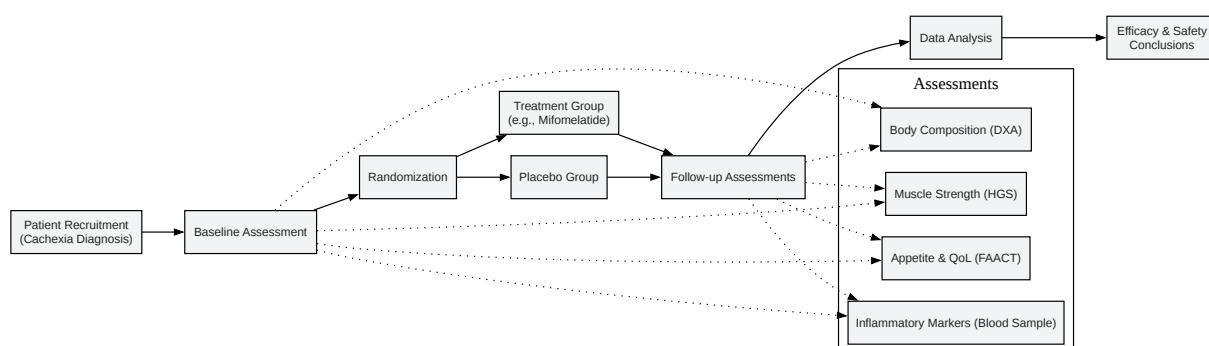 Patient Recruitment
(Cachexia Diagnosis)
Baseline Assessment
Randomization
Treatment Group
(e.g., Mifomelatide)
Placebo Group
Follow-up Assessments
Data Analysis
Efficacy & Safety
Conclusions
Assessments
Body Composition (DXA)
Muscle Strength (HGS)
Appetite & QoL (FAACT)
Inflammatory Markers (Blood Sample)